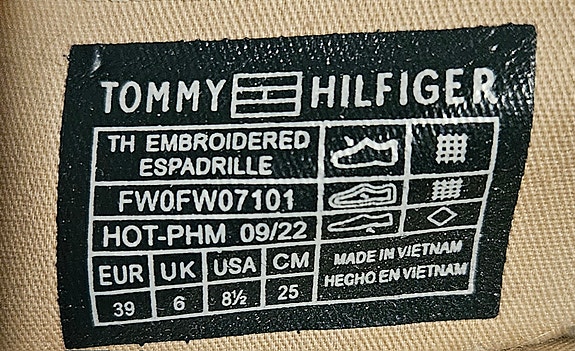 TOMMY HILFIGER
TH EMBROIDERED
ESPADRILLE
FW0FW07101
HOT-PHM 09/22
EUR UK USA CM
39 6 8½ 25
MADE IN VIETNAM
HECHO EN VIETNAM